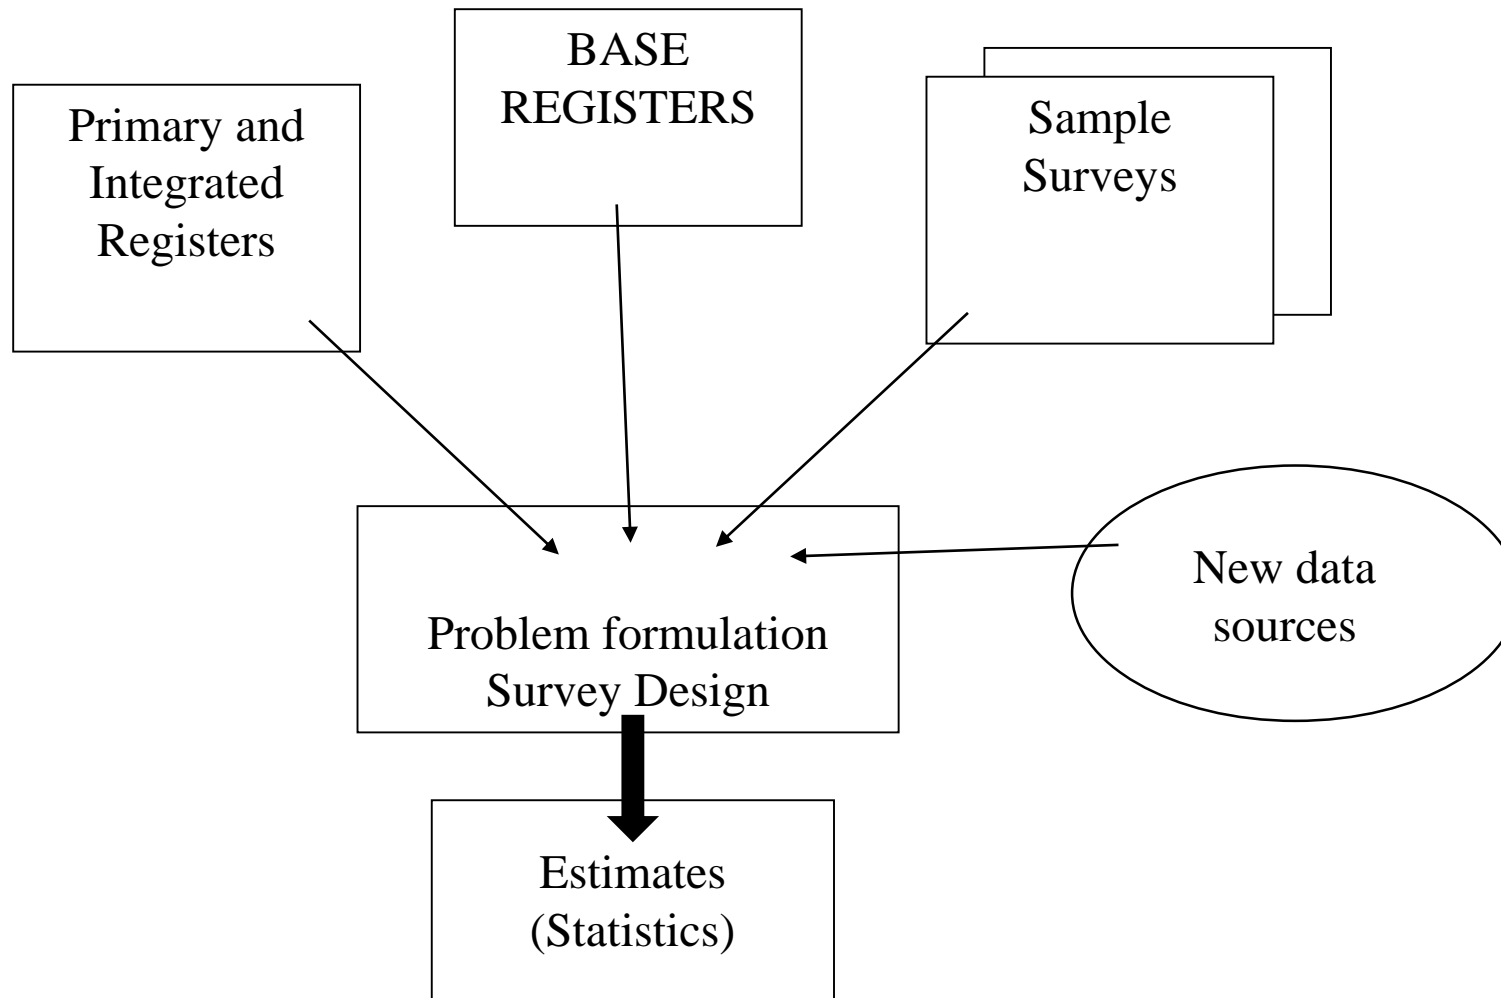 BASE
REGISTERS
Primary and
Integrated
Registers
Sample
Surveys
New data
sources
Problem formulation
Survey Design
Estimates
(Statistics)